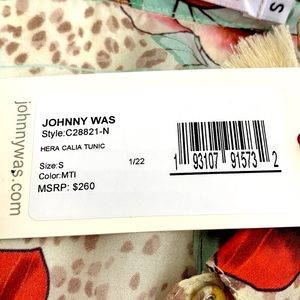 S
JOHNNY WAS
Style:C28821-N
HERA CALIA TUNIC
Size:S 1/22
Color:MTI
MSRP: $260
1 93107 91573 2
johnnywas.com